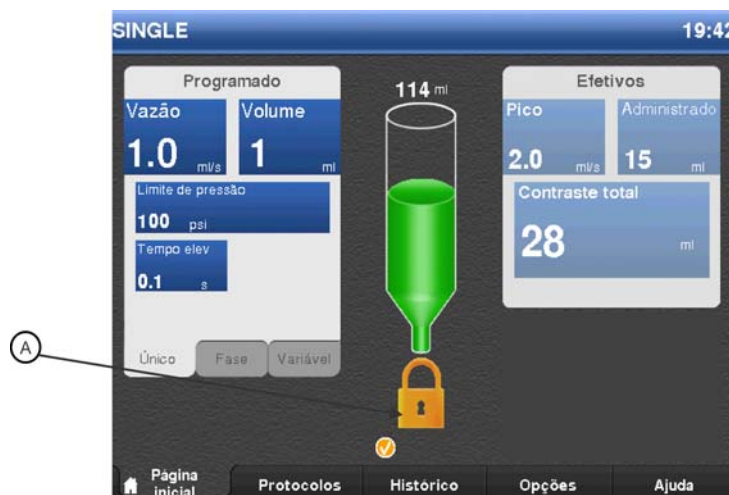 SINGLE 19:42
Programado
Vazão Volume
1.0 ml/s 1 ml
Limite de pressão
100 psi
Tempo elev
0.1 s
Único Fase Variável
114 ml
Efetivos
Pico Administrado
2.0 ml/s 15 ml
Contraste total
28 ml
A
Página inicial Protocolos Histórico Opções Ajuda